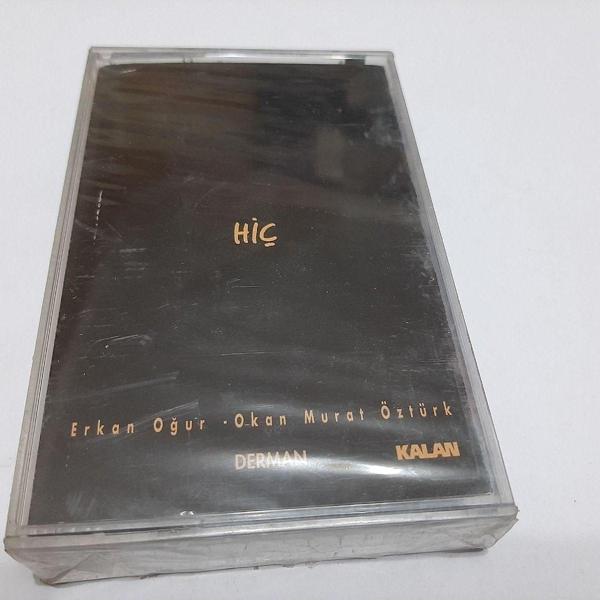 HİÇ
Erkan Oğur - Okan Murat Öztürk
DERMAN KALAN